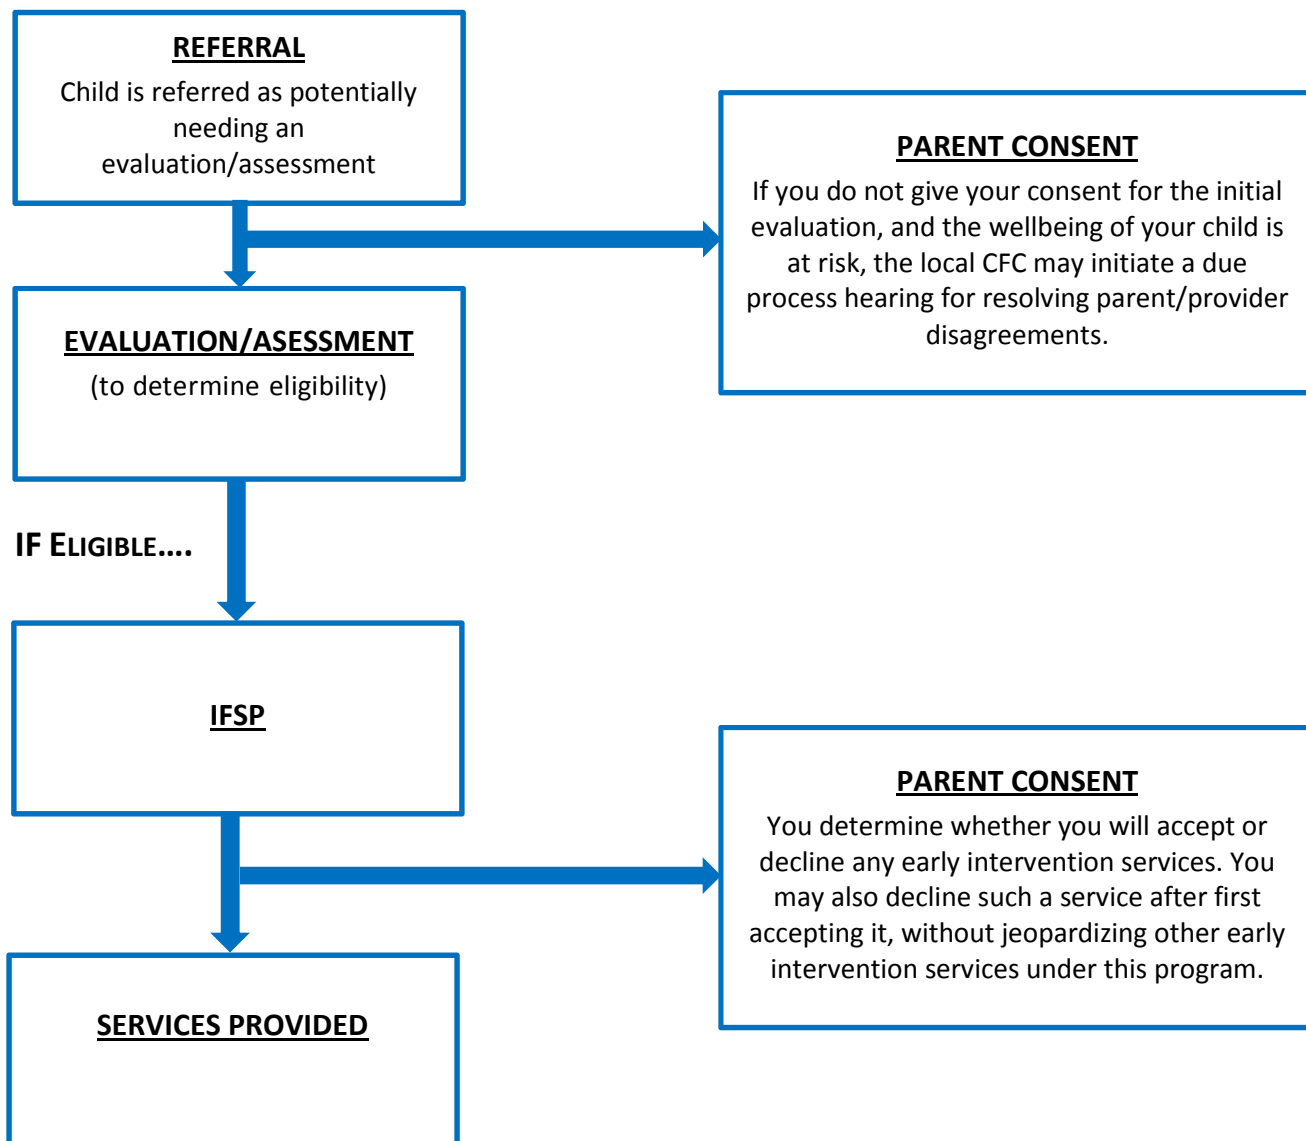 REFERRAL
Child is referred as potentially
needing an
evaluation/assessment
PARENT CONSENT
If you do not give your consent for the initial
evaluation, and the wellbeing of your child is
at risk, the local CFC may initiate a due
process hearing for resolving parent/provider
disagreements.
EVALUATION/ASESSMENT
(to determine eligibility)
IF ELIGIBLE....
IFSP
PARENT CONSENT
You determine whether you will accept or
decline any early intervention services. You
may also decline such a service after first
accepting it, without jeopardizing other early
intervention services under this program.
SERVICES PROVIDED